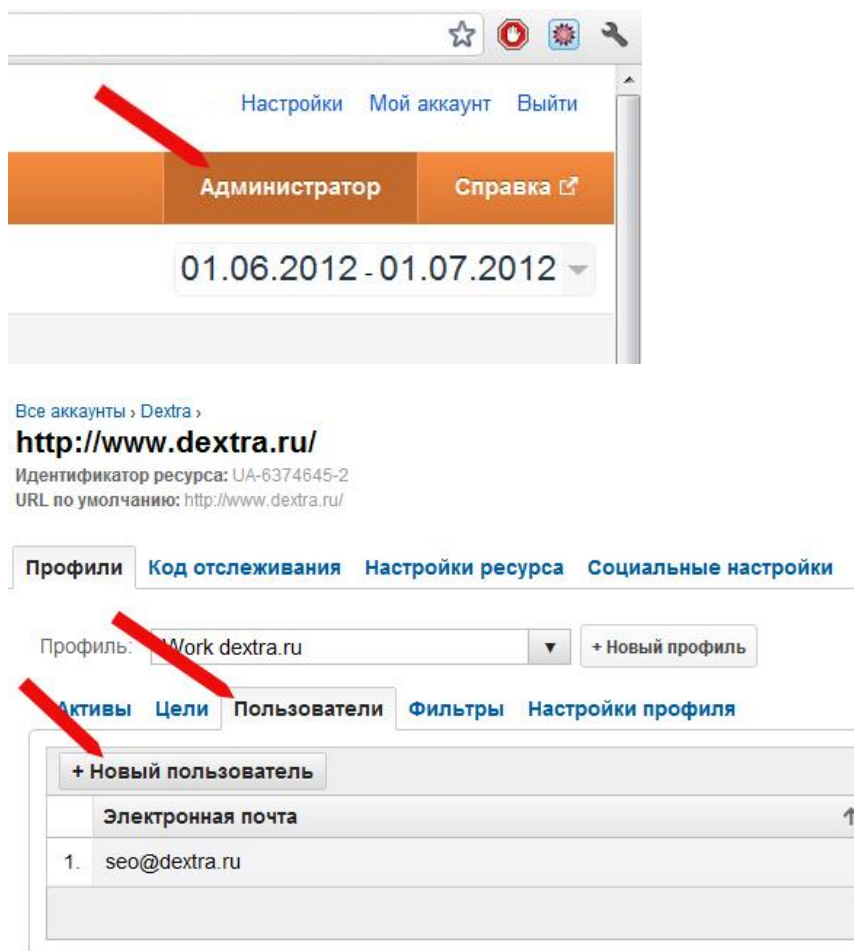 Настройки Мой аккаунт Выйти
Администратор Справка
01.06.2012 - 01.07.2012
Все аккаунты › Dextra ›
http://www.dextra.ru/
Идентификатор ресурса: UA-6374645-2
URL по умолчанию: http://www.dextra.ru/
Профили Код отслеживания Настройки ресурса Социальные настройки
Профиль: Work dextra.ru + Новый профиль
Активы Цели Пользователи Фильтры Настройки профиля
+ Новый пользователь
Электронная почта
1. seo@dextra.ru